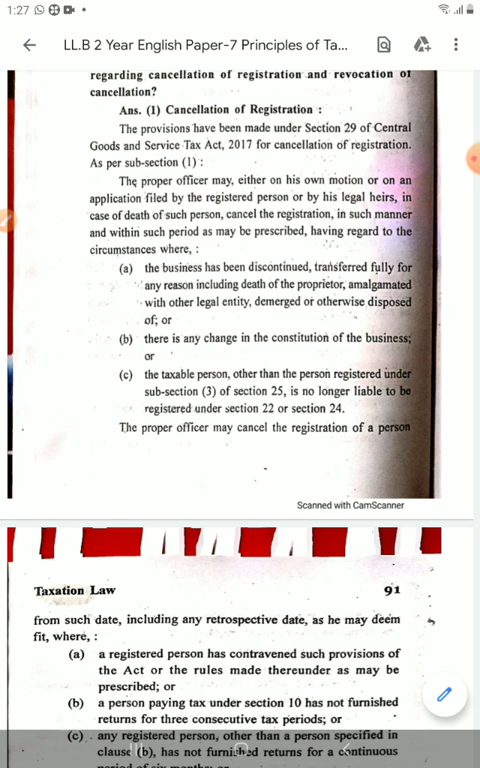 1:27
LL.B 2 Year English Paper-7 Principles of Ta...
regarding cancellation of registration and revocation of
cancellation?
Ans. (1) Cancellation of Registration :
The provisions have been made under Section 29 of Central
Goods and Service Tax Act, 2017 for cancellation of registration.
As per sub-section (1) :
The proper officer may, either on his own motion or on an
application filed by the registered person or by his legal heirs, in
case of death of such person, cancel the registration, in such manner
and within such period as may be prescribed, having regard to the
circumstances where, :
(a) the business has been discontinued, transferred fully for
any reason including death of the proprietor, amalgamated
with other legal entity, demerged or otherwise disposed
of; or
(b) there is any change in the constitution of the business;
or
(c) the taxable person, other than the person registered under
sub-section (3) of section 25, is no longer liable to be
registered under section 22 or section 24.
The proper officer may cancel the registration of a person
Scanned with CamScanner
Taxation Law 91
from such date, including any retrospective date, as he may deem
fit, where, :
(a) a registered person has contravened such provisions of
the Act or the rules made thereunder as may be
prescribed; or
(b) a person paying tax under section 10 has not furnished
returns for three consecutive tax periods; or
(c) any registered person, other than a person specified in
clause (b), has not furnished returns for a continuous
period of six months; or